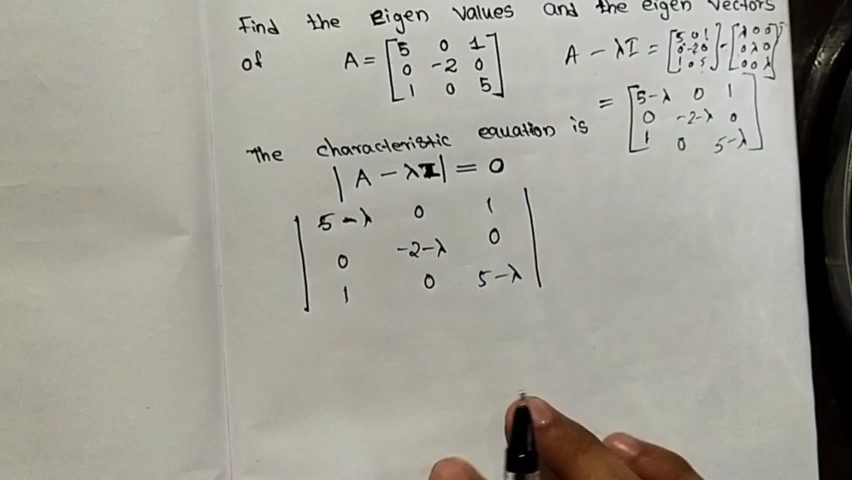 Find the Eigen Values and the eigen vectors
of A = [5 0 1; 0 -2 0; 1 0 5] A - λI = [5 0 1; 0 -2 0; 1 0 5] - [λ 0 0; 0 λ 0; 0 0 λ]
= [5-λ 0 1; 0 -2-λ 0; 1 0 5-λ]
The characteristic equation is
|A - λI| = 0
|5-λ 0 1|
|0 -2-λ 0|
|1 0 5-λ|